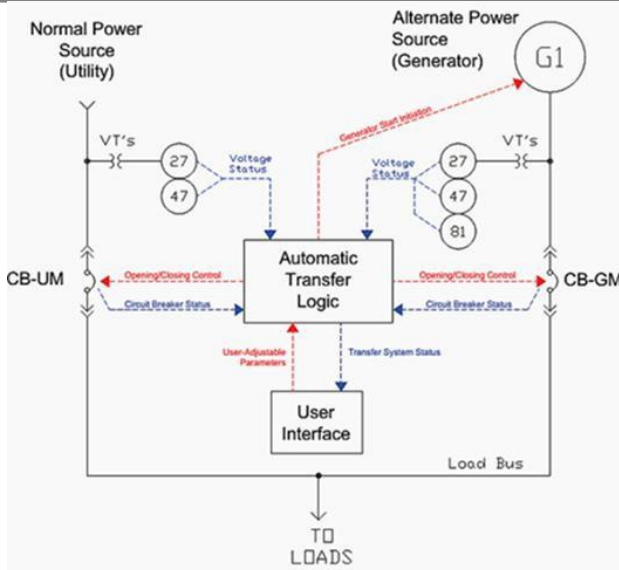 Normal Power
Source
(Utility)
Alternate Power
Source
(Generator)
G1
Generator Start Initiation
VT's
27
47
Voltage
Status
Voltage
Status
27
47
81
VT's
CB-UM
Opening/Closing Control
Circuit Breaker Status
Automatic
Transfer
Logic
Opening/Closing Control
Circuit Breaker Status
CB-GM
User-Adjustable
Parameters
Transfer System Status
User
Interface
Load Bus
TO
LOADS